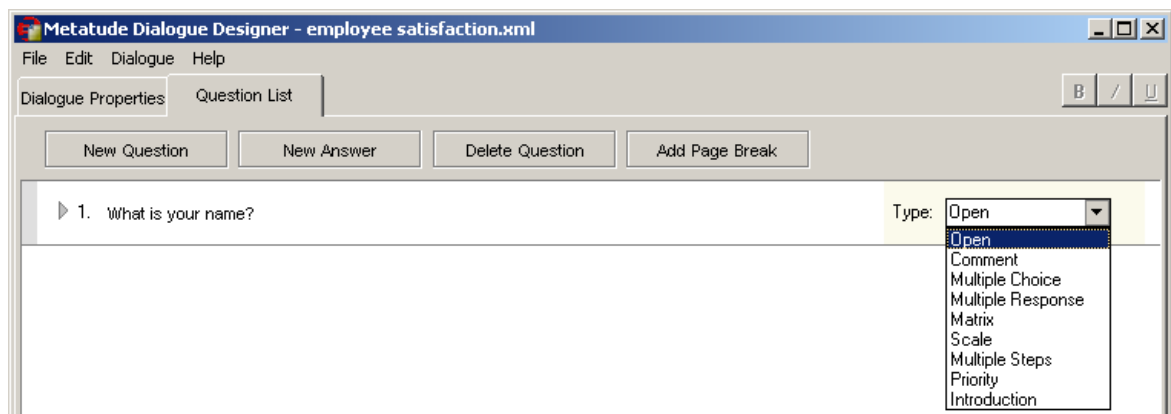 Metatude Dialogue Designer - employee satisfaction.xml
File Edit Dialogue Help
Dialogue Properties Question List B / U
New Question New Answer Delete Question Add Page Break
1. What is your name? Type: Open
Open
Comment
Multiple Choice
Multiple Response
Matrix
Scale
Multiple Steps
Priority
Introduction